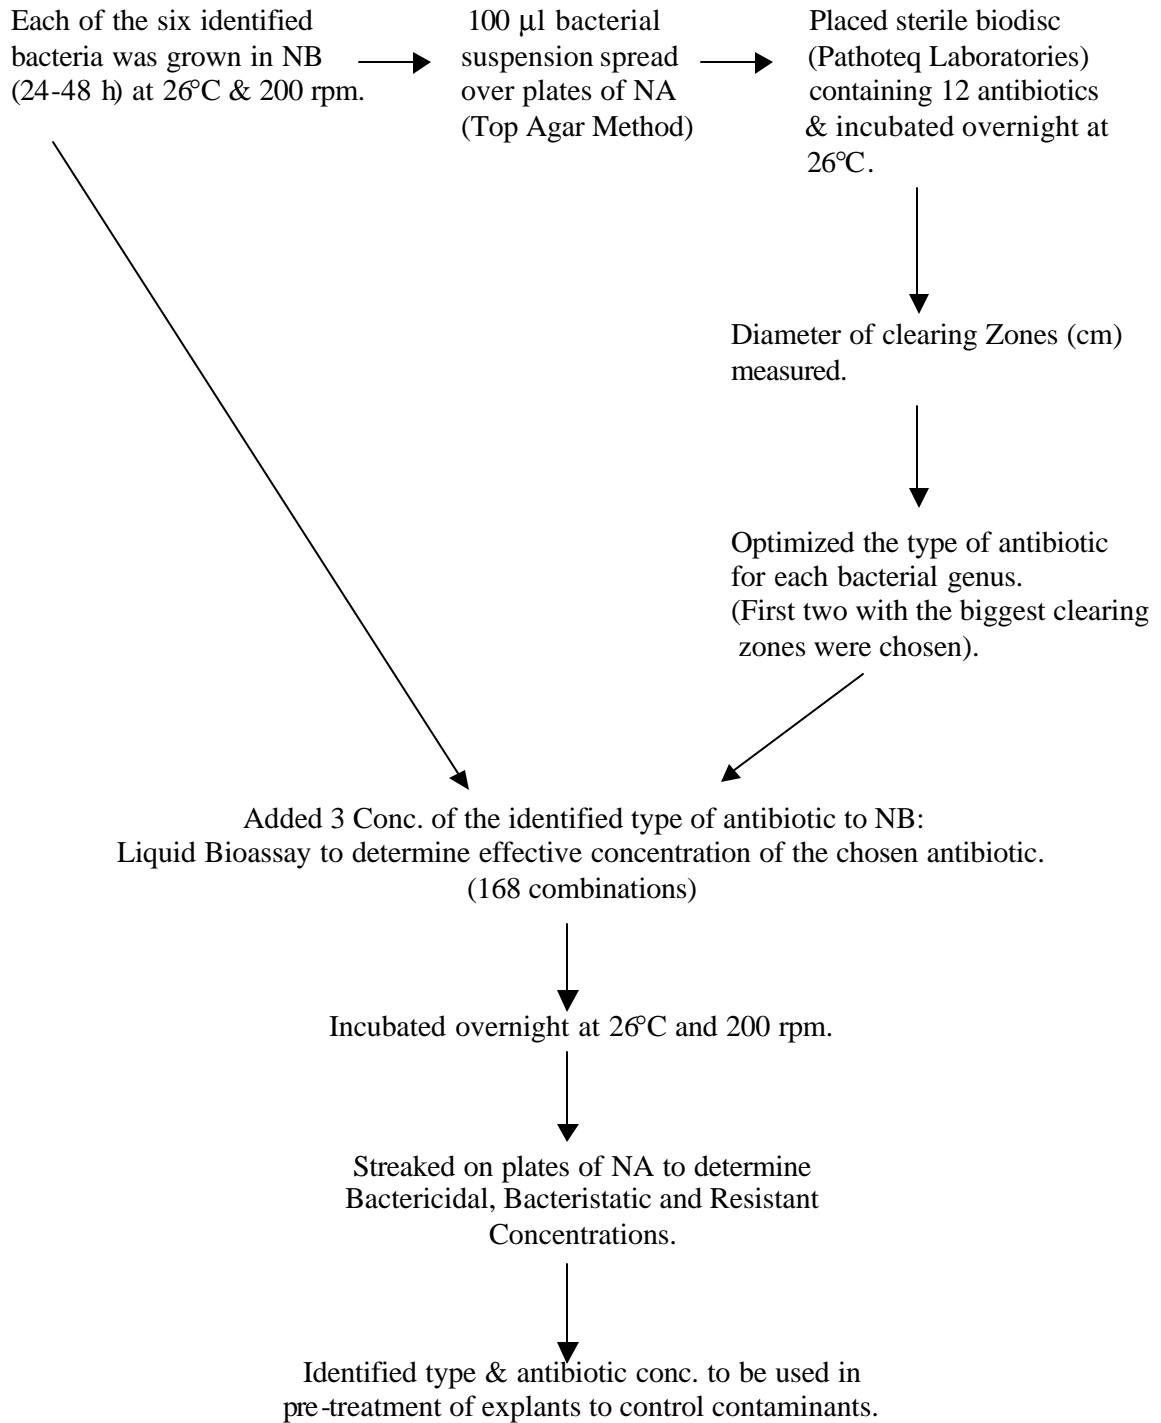 Each of the six identified
bacteria was grown in NB
(24-48 h) at 26°C & 200 rpm.
100 µl bacterial
suspension spread
over plates of NA
(Top Agar Method)
Placed sterile biodisc
(Pathoteq Laboratories)
containing 12 antibiotics
& incubated overnight at
26°C.
Diameter of clearing Zones (cm)
measured.
Optimized the type of antibiotic
for each bacterial genus.
(First two with the biggest clearing
zones were chosen).
Added 3 Conc. of the identified type of antibiotic to NB:
Liquid Bioassay to determine effective concentration of the chosen antibiotic.
(168 combinations)
Incubated overnight at 26°C and 200 rpm.
Streaked on plates of NA to determine
Bactericidal, Bacteristatic and Resistant
Concentrations.
Identified type & antibiotic conc. to be used in
pre-treatment of explants to control contaminants.